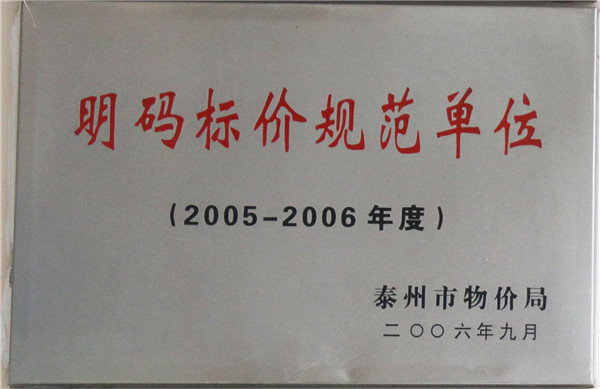 明码标价规范单位
(2005-2006年度)
泰州市物价局
二〇〇六年九月